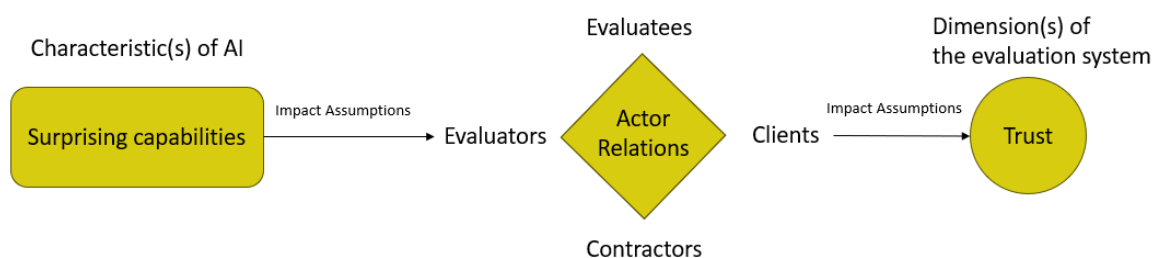 Characteristic(s) of AI
Surprising capabilities
Impact Assumptions
Evaluatees
Evaluators
Actor
Relations
Clients
Contractors
Impact Assumptions
Dimension(s) of
the evaluation system
Trust